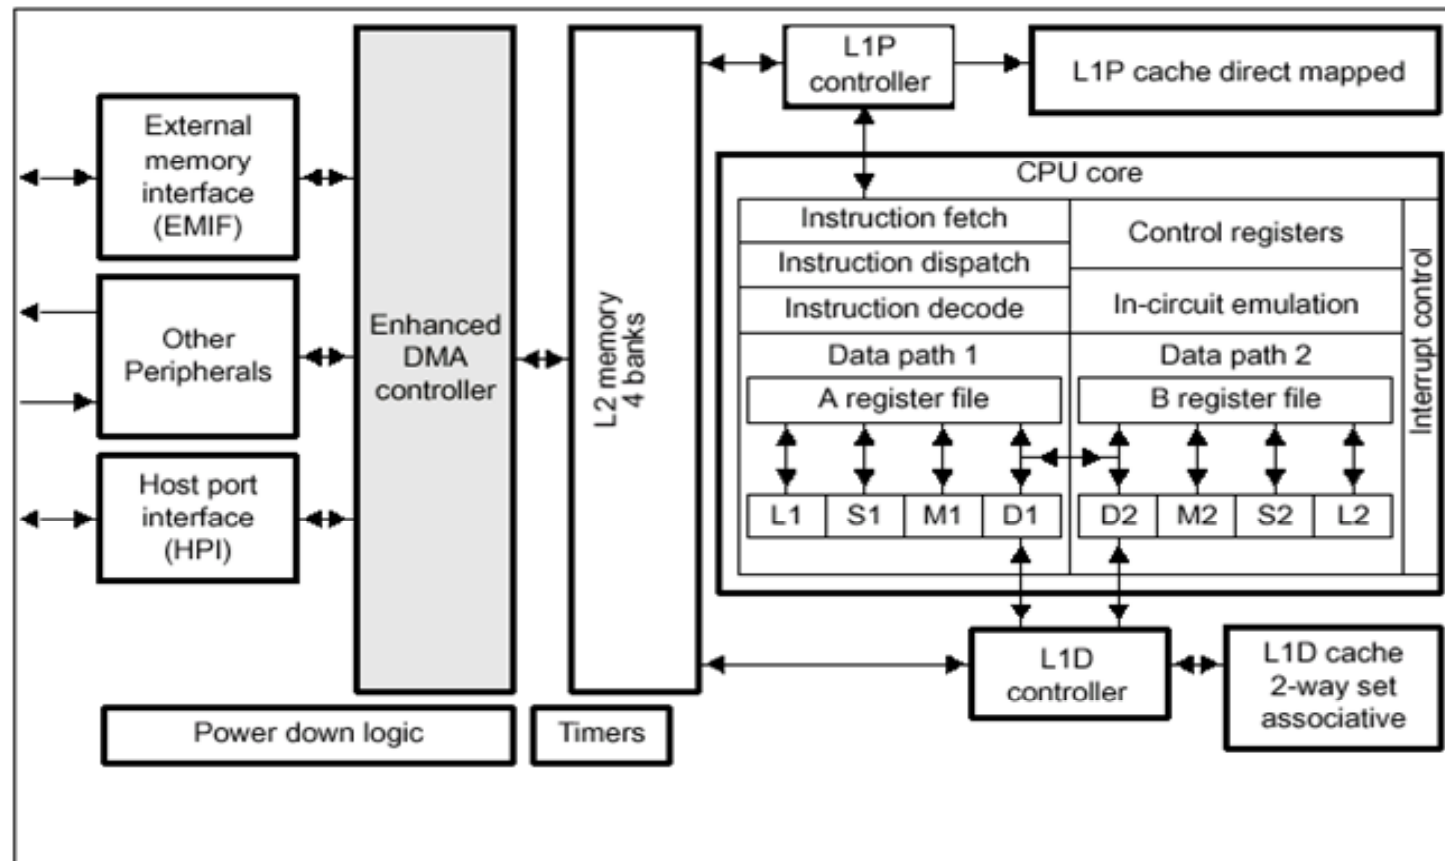 External
memory
interface
(EMIF)
Other
Peripherals
Host port
interface
(HPI)
Enhanced
DMA
controller
L2 memory
4 banks
Power down logic
Timers
L1P
controller
L1P cache direct mapped
CPU core
Instruction fetch
Instruction dispatch
Instruction decode
Control registers
In-circuit emulation
Interrupt control
Data path 1
A register file
L1 S1 M1 D1
Data path 2
B register file
D2 M2 S2 L2
L1D
controller
L1D cache
2-way set
associative